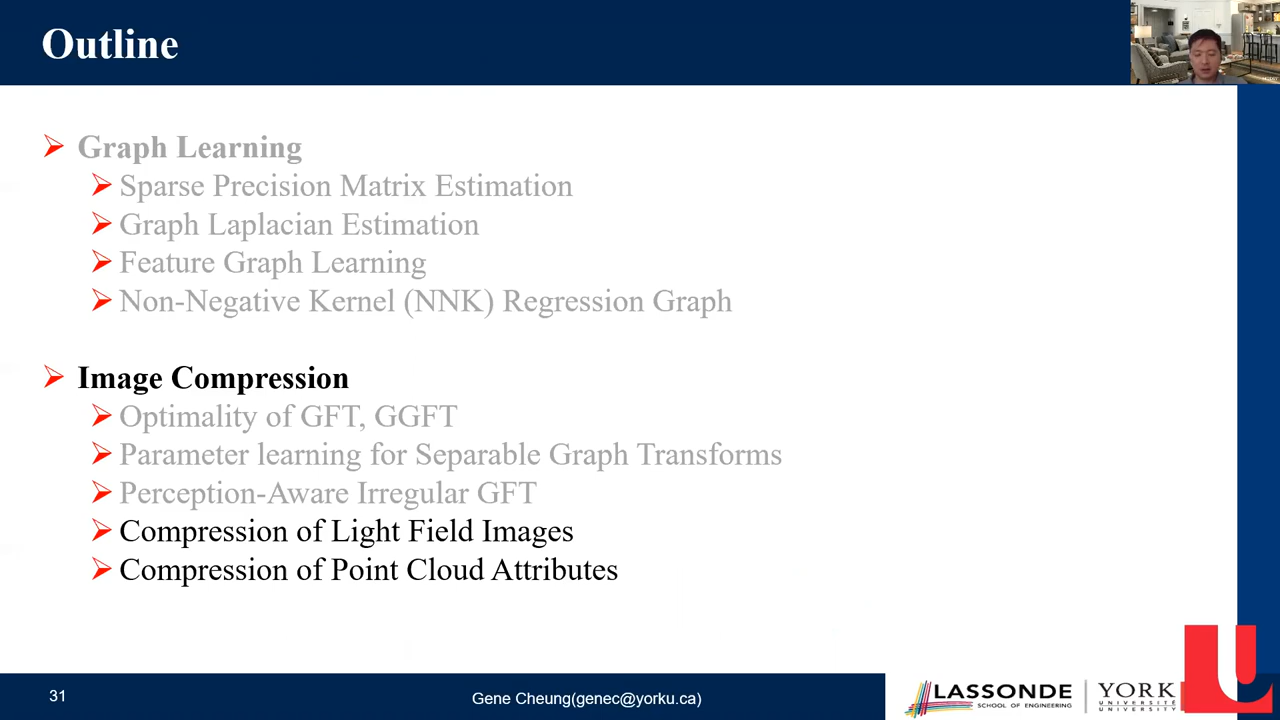 Outline
Graph Learning
Sparse Precision Matrix Estimation
Graph Laplacian Estimation
Feature Graph Learning
Non-Negative Kernel (NNK) Regression Graph
Image Compression
Optimality of GFT, GGFT
Parameter learning for Separable Graph Transforms
Perception-Aware Irregular GFT
Compression of Light Field Images
Compression of Point Cloud Attributes
31
Gene Cheung(genec@yorku.ca)
LASSONDE
SCHOOL OF ENGINEERING
YORK
UNIVERSITÉ
UNIVERSITY
U